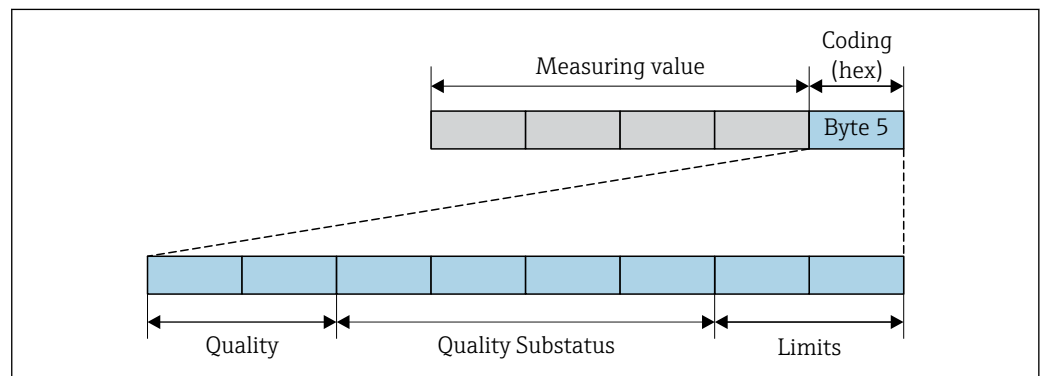 Coding
Measuring value
(hex)
Byte 5
Quality
Quality Substatus
Limits